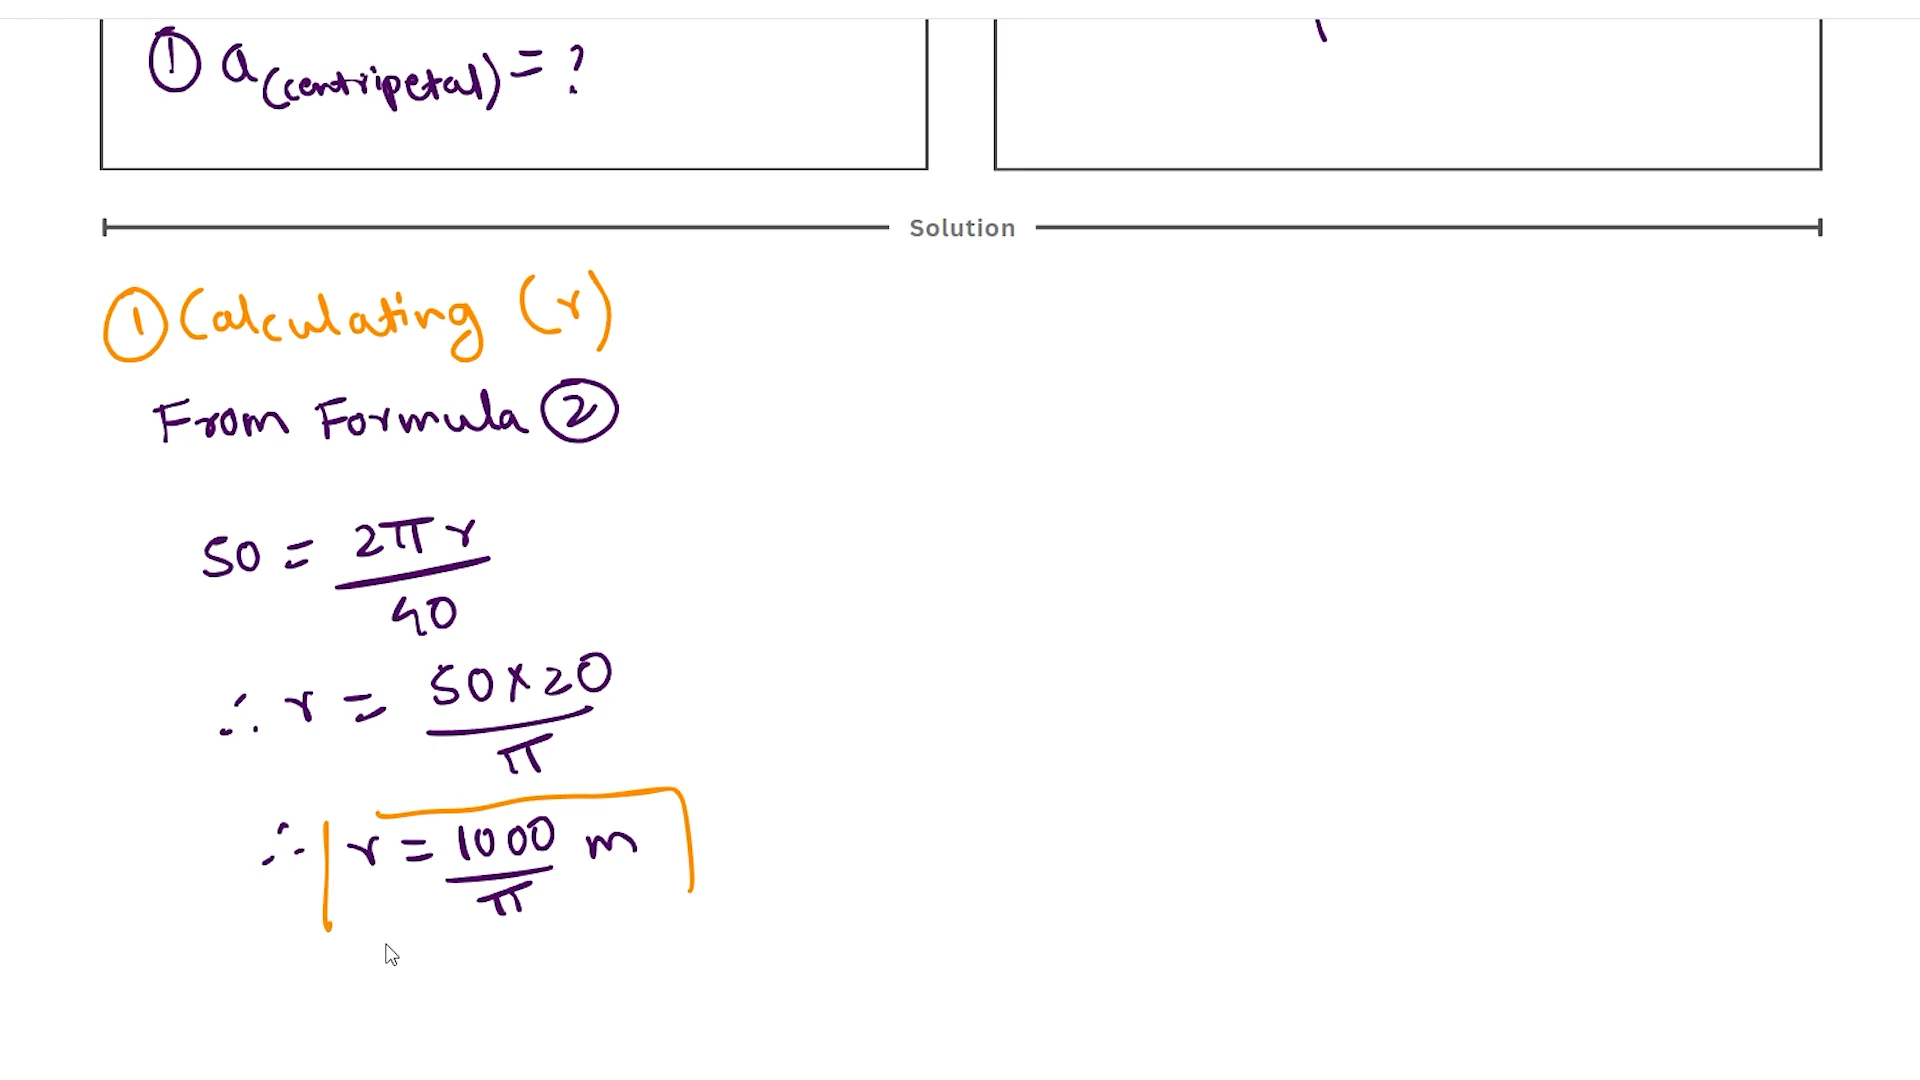 ① a(centripetal) = ?
Solution
① Calculating (r)
From Formula ②
50 = 2πr / 40
∴ r = 50×20 / π
∴ r = 1000 / π m